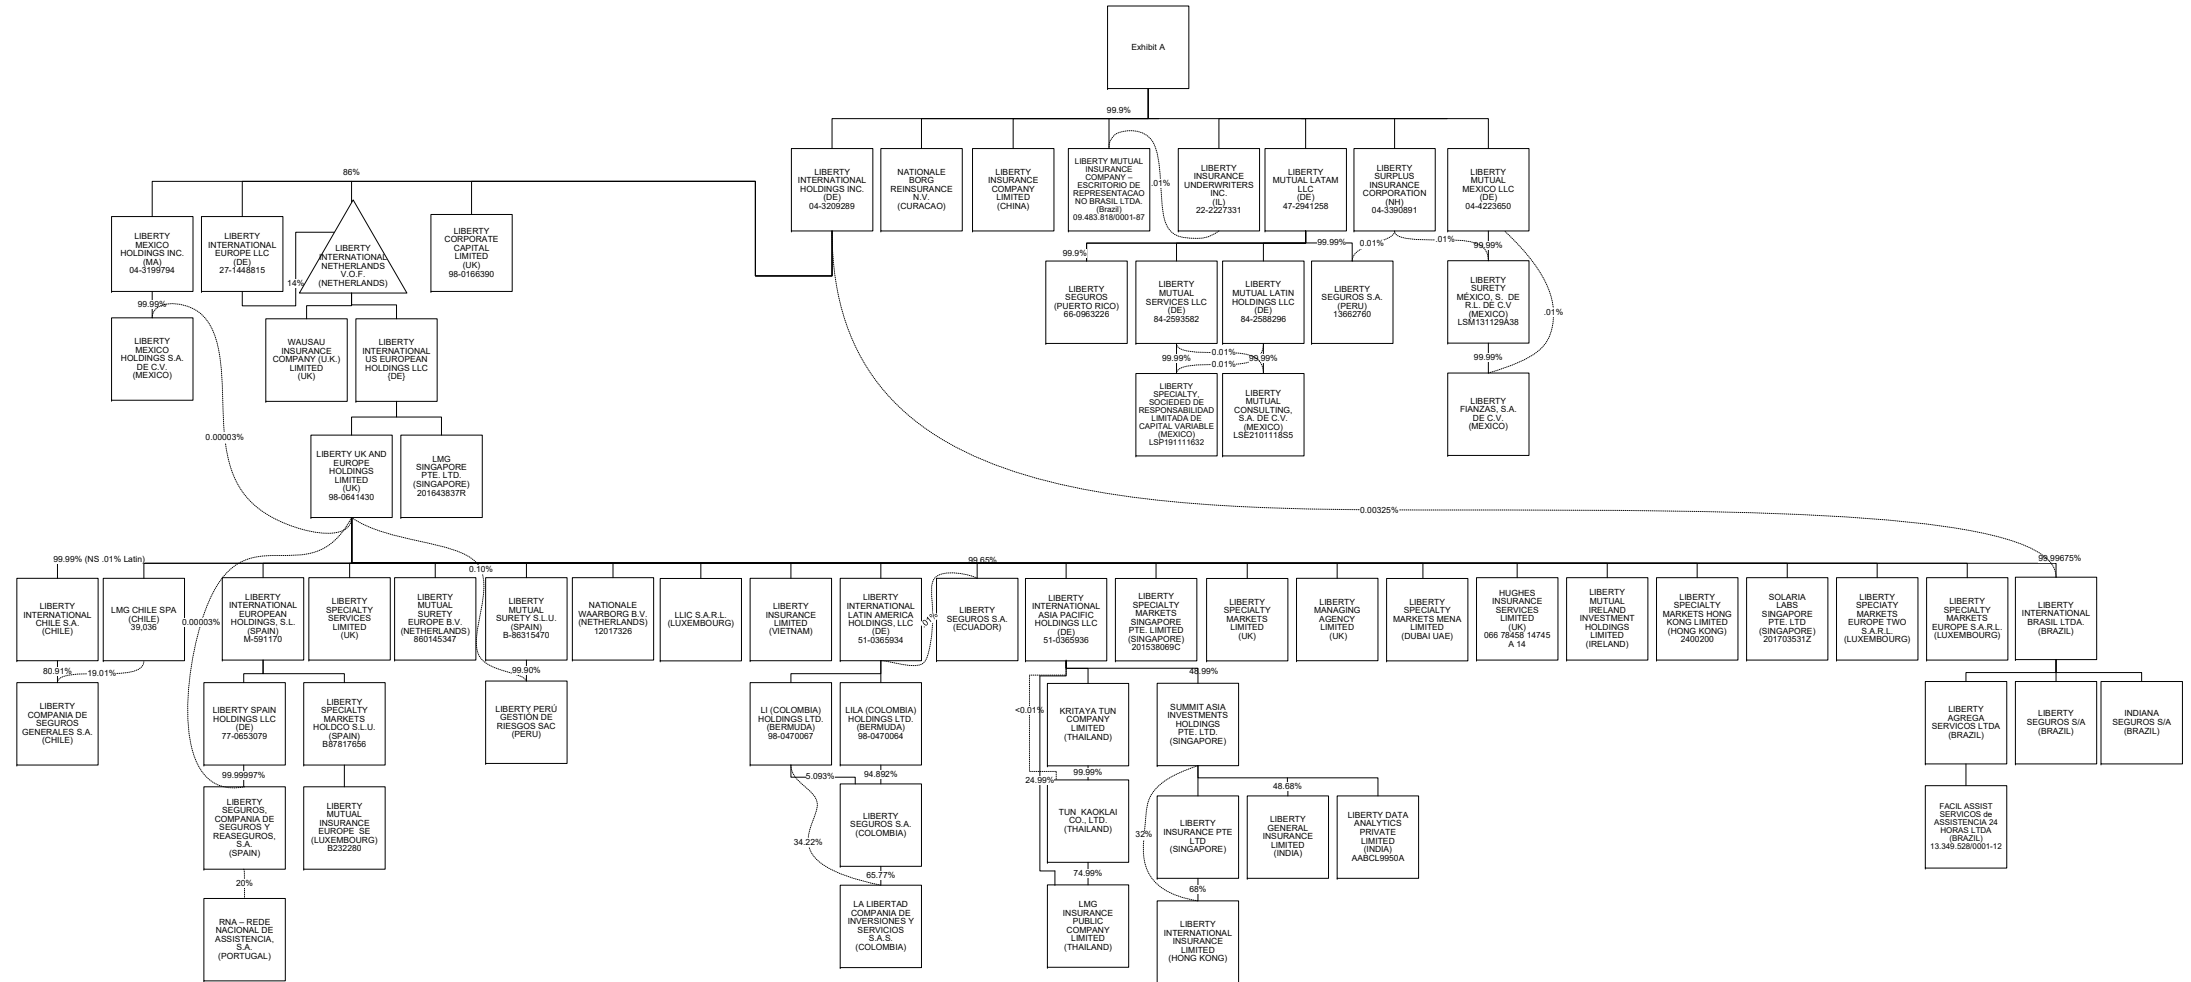 Exhibit A
99.9%
LIBERTY
INTERNATIONAL
HOLDINGS INC.
(DE)
04-3209289
NATIONALE
BORG
REINSURANCE
N.V.
(CURACAO)
LIBERTY
INSURANCE
COMPANY
LIMITED
(CHINA)
LIBERTY MUTUAL
INSURANCE
COMPANY –
ESCRITORIO DE
REPRESENTACAO
NO BRASIL LTDA.
(Brazil)
09.483.818/0001-87
.01%
LIBERTY
INSURANCE
UNDERWRITERS
INC.
(IL)
22-2227331
LIBERTY
MUTUAL LATAM
LLC
(DE)
47-2941258
LIBERTY
SURPLUS
INSURANCE
CORPORATION
(NH)
04-3390891
LIBERTY
MUTUAL
MEXICO LLC
(DE)
04-4223650
86%
LIBERTY
MEXICO
HOLDINGS INC.
(MA)
04-3199794
LIBERTY
INTERNATIONAL
EUROPE LLC
(DE)
27-1448815
14%
LIBERTY
INTERNATIONAL
NETHERLANDS
V.O.F.
(NETHERLANDS)
LIBERTY
CORPORATE
CAPITAL
LIMITED
(UK)
98-0166390
99.9%
99.99%
0.01%
.01%
99.99%
LIBERTY
SEGUROS
(PUERTO RICO)
66-0963226
LIBERTY
MUTUAL
SERVICES LLC
(DE)
84-2593582
LIBERTY
MUTUAL LATIN
HOLDINGS LLC
(DE)
84-2588296
LIBERTY
SEGUROS S.A.
(PERU)
13662760
LIBERTY
SURETY
MÉXICO, S. DE
R.L. DE C.V
(MEXICO)
LSM131129A38
.01%
99.99%
LIBERTY
MEXICO
HOLDINGS S.A.
DE C.V.
(MEXICO)
WAUSAU
INSURANCE
COMPANY (U.K.)
LIMITED
(UK)
LIBERTY
INTERNATIONAL
US EUROPEAN
HOLDINGS LLC
{DE}
99.99%
0.01%
0.01%
99.99%
99.99%
LIBERTY
SPECIALTY,
SOCIEDED DE
RESPONSABILIDAD
LIMITADA DE
CAPITAL VARIABLE
(MEXICO)
LSP191111632
LIBERTY
MUTUAL
CONSULTING,
S.A. DE C.V.
(MEXICO)
LSE2101118S5
LIBERTY
FIANZAS, S.A.
DE C.V.
(MEXICO)
0.00003%
LIBERTY UK AND
EUROPE
HOLDINGS
LIMITED
(UK)
98-0641430
LMG
SINGAPORE
PTE. LTD.
(SINGAPORE)
201643837R
0.00325%
99.99% (NS .01% Latin)
0.10%
99.65%
99.99675%
LIBERTY
INTERNATIONAL
CHILE S.A.
(CHILE)
LMG CHILE SPA
(CHILE)
39,036
0.00003%
LIBERTY
INTERNATIONAL
EUROPEAN
HOLDINGS, S.L.
(SPAIN)
M-591170
LIBERTY
SPECIALTY
SERVICES
LIMITED
(UK)
LIBERTY
MUTUAL
SURETY
EUROPE B.V.
(NETHERLANDS)
860145347
LIBERTY
MUTUAL
SURETY S.L.U.
(SPAIN)
B-86315470
NATIONALE
WAARBORG B.V.
(NETHERLANDS)
12017326
LLIC S.A.R.L.
(LUXEMBOURG)
LIBERTY
INSURANCE
LIMITED
(VIETNAM)
LIBERTY
INTERNATIONAL
LATIN AMERICA
HOLDINGS, LLC
(DE)
51-0365934
.01%
LIBERTY
SEGUROS S.A.
(ECUADOR)
LIBERTY
INTERNATIONAL
ASIA PACIFIC
HOLDINGS LLC
(DE)
51-0365936
LIBERTY
SPECIALTY
MARKETS
SINGAPORE
PTE. LIMITED
(SINGAPORE)
201538069C
LIBERTY
SPECIALTY
MARKETS
LIMITED
(UK)
LIBERTY
MANAGING
AGENCY
LIMITED
(UK)
LIBERTY
SPECIALTY
MARKETS MENA
LIMITED
(DUBAI UAE)
HUGHES
INSURANCE
SERVICES
LIMITED
(UK)
066 78458 14745
A 14
LIBERTY
MUTUAL
IRELAND
INVESTMENT
HOLDINGS
LIMITED
(IRELAND)
LIBERTY
SPECIALTY
MARKETS HONG
KONG LIMITED
(HONG KONG)
2400200
SOLARIA
LABS
SINGAPORE
PTE. LTD
(SINGAPORE)
201703531Z
LIBERTY
SPECIATY
MARKETS
EUROPE TWO
S.A.R.L.
(LUXEMBOURG)
LIBERTY
SPECIALTY
MARKETS
EUROPE S.A.R.L.
(LUXEMBOURG)
LIBERTY
INTERNATIONAL
BRASIL LTDA.
(BRAZIL)
80.91%
19.01%
99.90%
48.99%
LIBERTY
COMPANIA DE
SEGUROS
GENERALES S.A.
(CHILE)
LIBERTY SPAIN
HOLDINGS LLC
(DE)
77-0653079
LIBERTY
SPECIALTY
MARKETS
HOLDCO S.L.U.
(SPAIN)
B87817656
LIBERTY PERÚ
GESTIÓN DE
RIESGOS SAC
(PERU)
LI (COLOMBIA)
HOLDINGS LTD.
(BERMUDA)
98-0470067
LILA (COLOMBIA)
HOLDINGS LTD.
(BERMUDA)
98-0470064
<0.01%
KRITAYA TUN
COMPANY
LIMITED
(THAILAND)
SUMMIT ASIA
INVESTMENTS
HOLDINGS
PTE. LTD.
(SINGAPORE)
LIBERTY
AGREGA
SERVICOS LTDA
(BRAZIL)
LIBERTY
SEGUROS S/A
(BRAZIL)
INDIANA
SEGUROS S/A
(BRAZIL)
99.99997%
5.093%
94.892%
24.99%
99.99%
48.68%
LIBERTY
SEGUROS,
COMPANIA DE
SEGUROS Y
REASEGUROS,
S.A.
(SPAIN)
LIBERTY
MUTUAL
INSURANCE
EUROPE SE
(LUXEMBOURG)
B232280
34.22%
LIBERTY
SEGUROS S.A.
(COLOMBIA)
TUN KAOKLAI
CO., LTD.
(THAILAND)
32%
LIBERTY
INSURANCE PTE
LTD
(SINGAPORE)
LIBERTY
GENERAL
INSURANCE
LIMITED
(INDIA)
LIBERTY DATA
ANALYTICS
PRIVATE
LIMITED
(INDIA)
AABCL9950A
FACIL ASSIST
SERVICOS de
ASSISTENCIA 24
HORAS LTDA
(BRAZIL)
13.349.528/0001-12
20%
65.77%
74.99%
68%
RNA – REDE
NACIONAL DE
ASSISTENCIA,
S.A.
(PORTUGAL)
LA LIBERTAD
COMPANIA DE
INVERSIONES Y
SERVICIOS
S.A.S.
(COLOMBIA)
LMG
INSURANCE
PUBLIC
COMPANY
LIMITED
(THAILAND)
LIBERTY
INTERNATIONAL
INSURANCE
LIMITED
(HONG KONG)